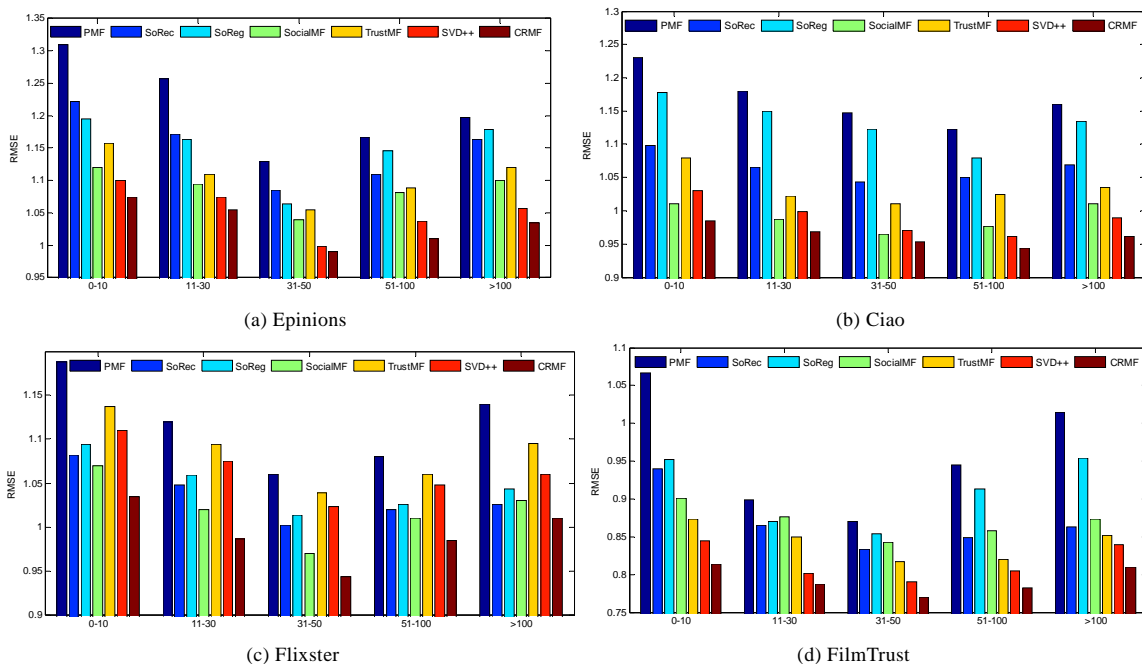 1.35
1.3
1.25
1.2
1.15
1.1
1.05
1
0.95
RMSE
PMF SoRec SoReg SocialMF TrustMF SVD++ CRMF
0-10 11-30 31-50 51-100 >100
(a) Epinions
1.3
1.25
1.2
1.15
1.1
1.05
1
0.95
0.9
RMSE
PMF SoRec SoReg SocialMF TrustMF SVD++ CRMF
0-10 11-30 31-50 51-100 >100
(b) Ciao
1.15
1.1
1.05
1
0.95
0.9
RMSE
PMF SoRec SoReg SocialMF TrustMF SVD++ CRMF
0-10 11-30 31-50 51-100 >100
(c) Flixster
1.1
1.05
1
0.95
0.9
0.85
0.8
0.75
RMSE
PMF SoRec SoReg SocialMF TrustMF SVD++ CRMF
0-10 11-30 31-50 51-100 >100
(d) FilmTrust